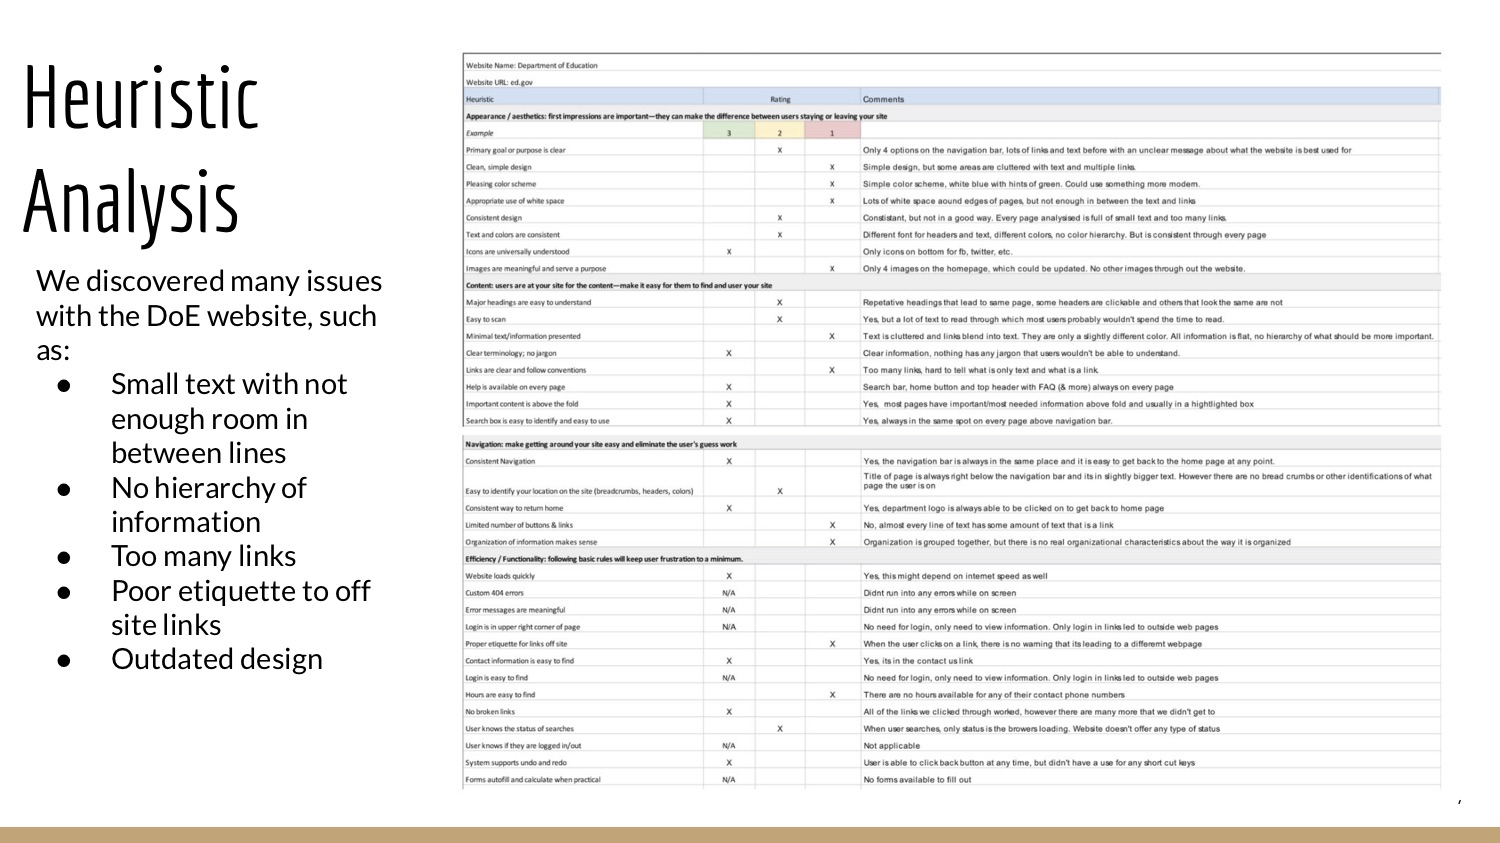 Heuristic
Analysis
We discovered many issues
with the DoE website, such
as:
● Small text with not
enough room in
between lines
● No hierarchy of
information
● Too many links
● Poor etiquette to off
site links
● Outdated design
Website Name: Department of Education
Website URL: ed.gov
Heuristic Rating Comments
Appearance / aesthetics: first impressions are important—they can make the difference between users staying or leaving your site
Example 3 2 1
Primary goal or purpose is clear X Only 4 options on the navigation bar, lots of links and text before with an unclear message about what the website is best used for
Clean, simple design X Simple design, but some areas are cluttered with text and multiple links.
Pleasing color scheme X Simple color scheme, white blue with hints of green. Could use something more modern.
Appropriate use of white space X Lots of white space aound edges of pages, but not enough in between the text and links
Consistent design X Constistant, but not in a good way. Every page analysised is full of small text and too many links.
Text and colors are consistent X Different font for headers and text, different colors, no color hierarchy. But is consistent through every page
Icons are universally understood X Only icons on bottom for fb, twitter, etc.
Images are meaningful and serve a purpose X Only 4 images on the homepage, which could be updated. No other images through out the website.
Content: users are at your site for the content—make it easy for them to find and user your site
Major headings are easy to understand X Repetative headings that lead to same page, some headers are clickable and others that look the same are not
Easy to scan X Yes, but a lot of text to read through which most users probably wouldn't spend the time to read.
Minimal text/information presented X Text is cluttered and links blend into text. They are only a slightly different color. All information is flat, no hierarchy of what should be more important.
Clear terminology; no jargon X Clear information, nothing has any jargon that users wouldn't be able to understand.
Links are clear and follow conventions X Too many links, hard to tell what is only text and what is a link.
Help is available on every page X Search bar, home button and top header with FAQ (& more) always on every page
Important content is above the fold X Yes, most pages have important/most needed information above fold and usually in a hightlighted box
Search box is easy to identify and easy to use X Yes, always in the same spot on every page above navigation bar.
Navigation: make getting around your site easy and eliminate the user's guess work
Consistent Navigation X Yes, the navigation bar is always in the same place and it is easy to get back to the home page at any point.
Easy to identify your location on the site (breadcrumbs, headers, colors) X Title of page is always right below the navigation bar and its in slightly bigger text. However there are no bread crumbs or other identifications of what
page the user is on
Consistent way to return home X Yes, department logo is always able to be clicked on to get back to home page
Limited number of buttons & links X No, almost every line of text has some amount of text that is a link
Organization of information makes sense X Organization is grouped together, but there is no real organizational characteristics about the way it is organized
Efficiency / Functionality: following basic rules will keep user frustration to a minimum.
Website loads quickly X Yes, this might depend on internet speed as well
Custom 404 errors N/A Didnt run into any errors while on screen
Error messages are meaningful N/A Didnt run into any errors while on screen
Login is in upper right corner of page N/A No need for login, only need to view information. Only login in links led to outside web pages
Proper etiquette for links off site X When the user clicks on a link, there is no warning that its leading to a differemt webpage
Contact information is easy to find X Yes, its in the contact us link
Login is easy to find N/A No need for login, only need to view information. Only login in links led to outside web pages
Hours are easy to find X There are no hours available for any of their contact phone numbers
No broken links X All of the links we clicked through worked, however there are many more that we didn't get to
User knows the status of searches X When user searches, only status is the browers loading. Website doesn't offer any type of status
User knows if they are logged in/out N/A Not applicable
System supports undo and redo X User is able to click back button at any time, but didn't have a use for any short cut keys
Forms autofill and calculate when practical N/A No forms available to fill out